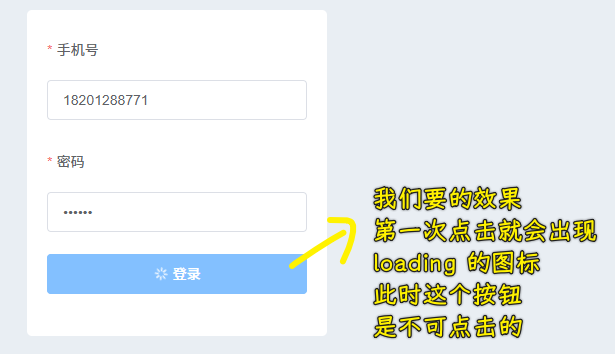 * 手机号
18201288771
* 密码
••••••
登录
我们要的效果
第一次点击就会出现
loading 的图标
此时这个按钮
是不可点击的